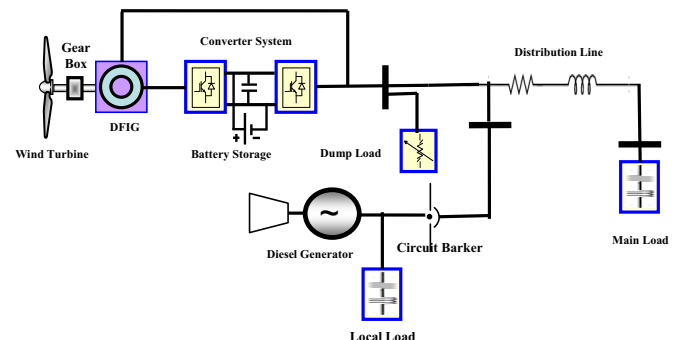 Gear
Box
Converter System
Distribution Line
DFIG
Wind Turbine
+
-
Battery Storage
Dump Load
~
Diesel Generator
Circuit Barker
Main Load
Local Load